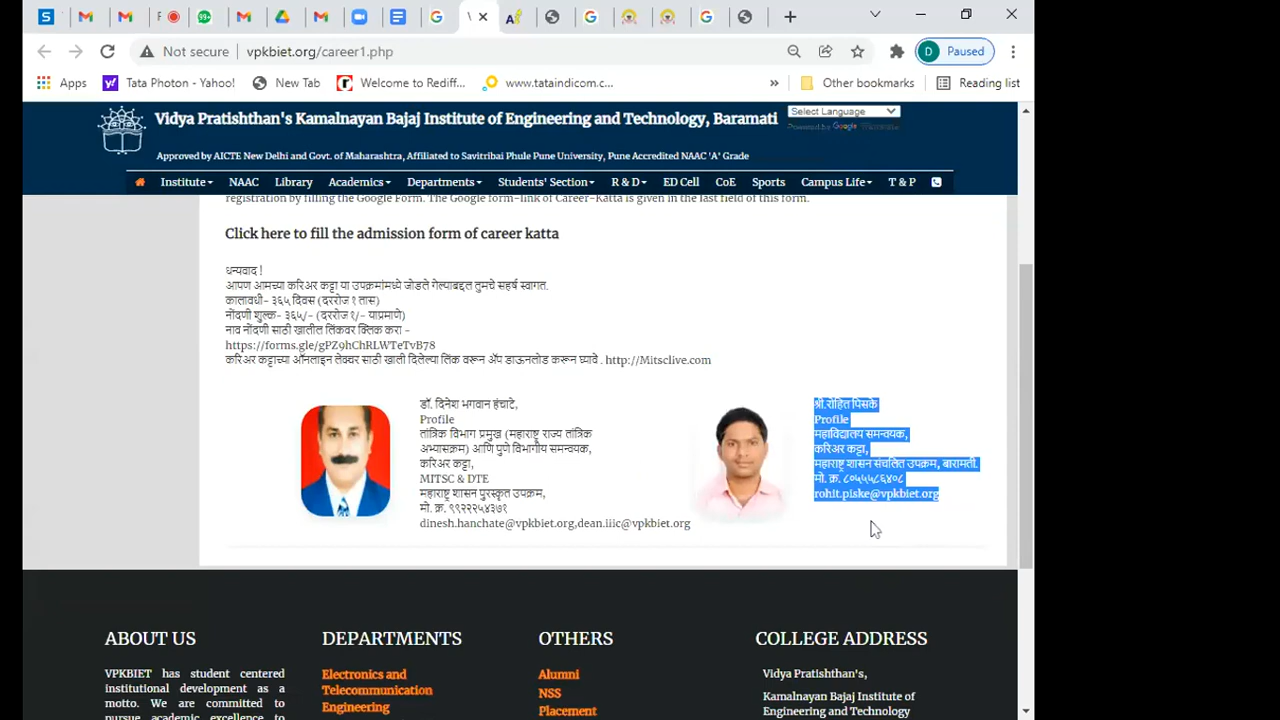 Not secure
vpkbiet.org/career1.php
Paused
Apps
Tata Photon - Yahoo!
New Tab
Welcome to Rediff...
www.tataindicom.co...
»
Other bookmarks
Reading list
Vidya Pratishthan's Kamalnayan Bajaj Institute of Engineering and Technology, Baramati
Select Language
Powered by Google
Approved by AICTE New Delhi and Govt. of Maharashtra, Affiliated to Savitribai Phule Pune University, Pune Accredited NAAC 'A' Grade
Institute NAAC Library Academics Departments Students' Section R & D ED Cell CoE Sports Campus Life T & P
registration by filling the Google Form. The Google form-link of Career-Katta is given in the last field of this form.
Click here to fill the admission form of career katta
धन्यवाद !
आपण आमच्या करिअर कट्टा या उपक्रमांमध्ये जोडले गेल्याबद्दल तुमचे सहर्ष स्वागत.
कालावधी- ३६५ दिवस (दररोज १ तास)
नोंदणी शुल्क- ३६५/- (दररोज १/- याप्रमाणे)
नाव नोंदणी साठी खालील लिंकवर क्लिक करा -
https://forms.gle/gPZ9hChRLWTeTvB78
करिअर कट्टाच्या ऑनलाइन लेक्चर साठी खाली दिलेल्या लिंक वरून ॲप डाऊनलोड करून घ्यावे . http://Mitsclive.com
डॉ. दिनेश भगवान हंचाटे,
Profile
तांत्रिक विभाग प्रमुख (महाराष्ट्र राज्य तांत्रिक
अभ्यासक्रम) आणि पुणे विभागीय समन्वयक,
करिअर कट्टा,
MITSC & DTE
महाराष्ट्र शासन पुरस्कृत उपक्रम,
मो. क्र. ९९२२२५४३७१
dinesh.hanchate@vpkbiet.org,dean.iiic@vpkbiet.org
श्री.रोहित पिसके
Profile
महाविद्यालय समन्वयक,
करिअर कट्टा,
महाराष्ट्र शासन संचलित उपक्रम, बारामती.
मो. क्र. ८०५५५८६४०८
rohit.piske@vpkbiet.org
ABOUT US
VPKBIET has student centered
institutional development as a
motto. We are committed to
pursue academic excellence to
DEPARTMENTS
Electronics and
Telecommunication
Engineering
OTHERS
Alumni
NSS
Placement
COLLEGE ADDRESS
Vidya Pratishthan's,
Kamalnayan Bajaj Institute of
Engineering and Technology